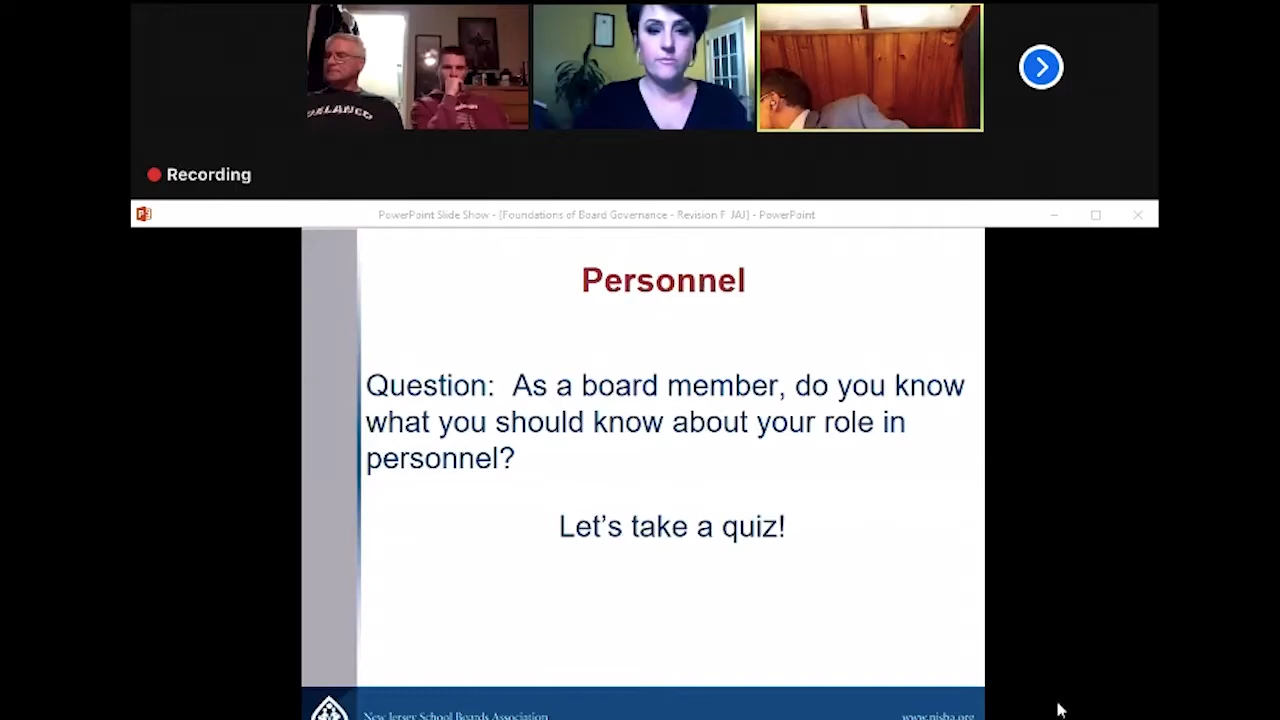 Recording
PowerPoint Slide Show - [Foundations of Board Governance - Revision F JAJ] - PowerPoint
Personnel
Question: As a board member, do you know
what you should know about your role in
personnel?
Let's take a quiz!
New Jersey School Boards Association
www.njsba.org